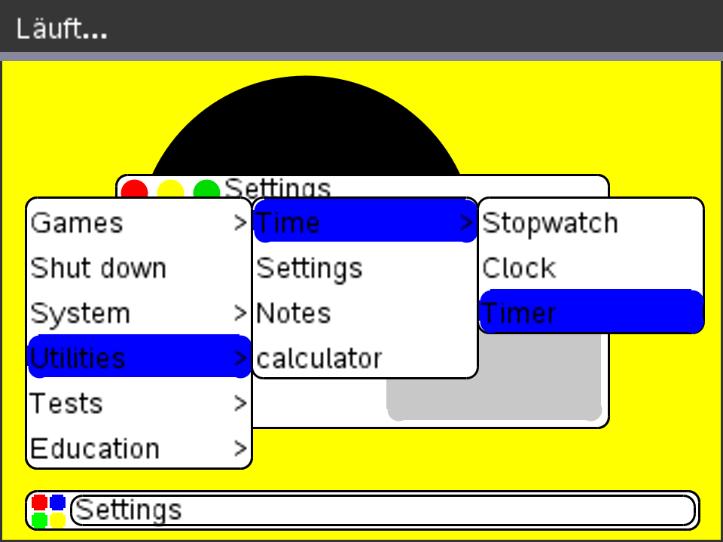 Läuft...
Settings
Games >
Shut down
System >
Utilities >
Tests >
Education >
Time >
Settings
Notes
calculator
Stopwatch
Clock
Timer
Settings